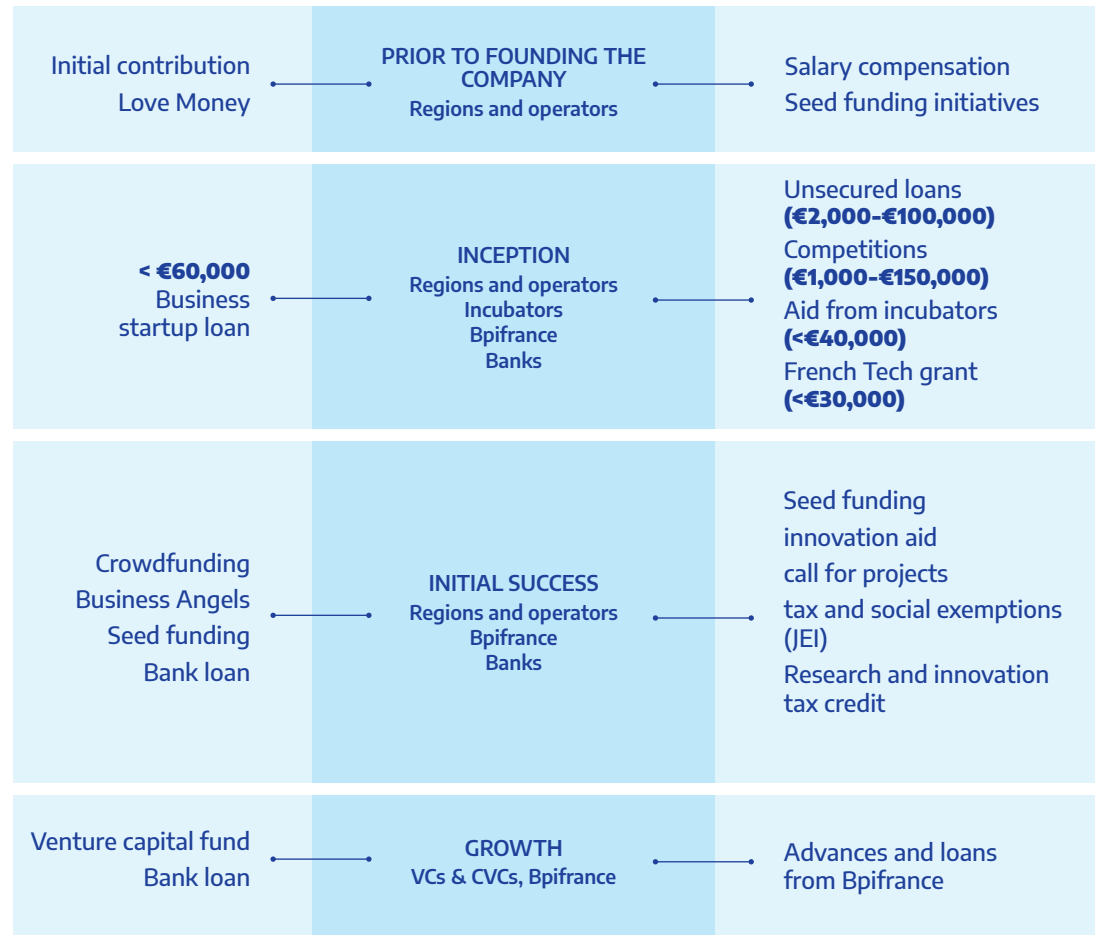 Initial contribution
Love Money
PRIOR TO FOUNDING THE
COMPANY
Regions and operators
Salary compensation
Seed funding initiatives
< €60,000
Business
startup loan
INCEPTION
Regions and operators
Incubators
Bpifrance
Banks
Unsecured loans
(€2,000-€100,000)
Competitions
(€1,000-€150,000)
Aid from incubators
(<€40,000)
French Tech grant
(<€30,000)
Crowdfunding
Business Angels
Seed funding
Bank loan
INITIAL SUCCESS
Regions and operators
Bpifrance
Banks
Seed funding
innovation aid
call for projects
tax and social exemptions
(JEI)
Research and innovation
tax credit
Venture capital fund
Bank loan
GROWTH
VCs & CVCs, Bpifrance
Advances and loans
from Bpifrance